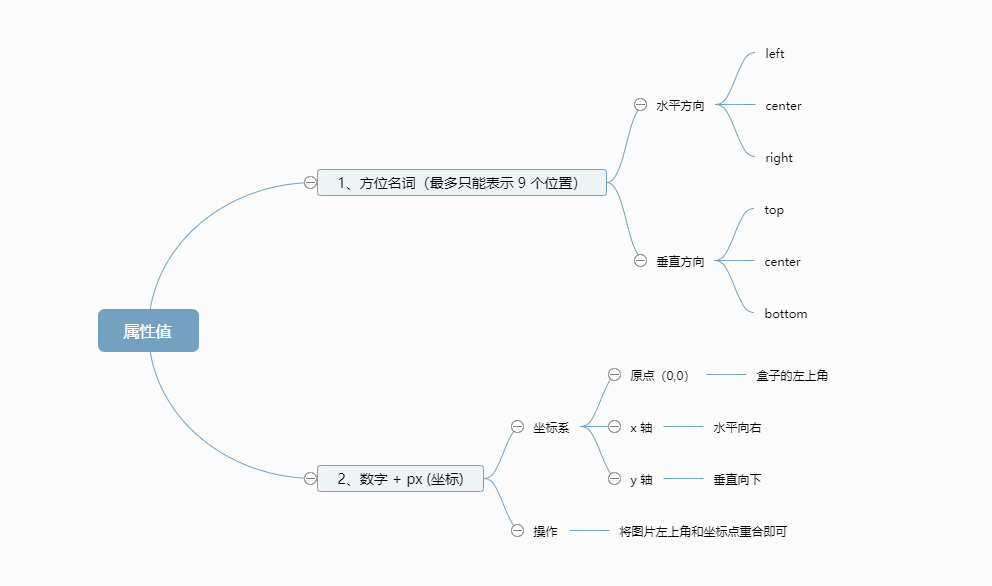 属性值
1、方位名词（最多只能表示 9 个位置）
水平方向
left
center
right
垂直方向
top
center
bottom
2、数字 + px (坐标)
坐标系
原点（0,0） 盒子的左上角
x 轴 水平向右
y 轴 垂直向下
操作 将图片左上角和坐标点重合即可